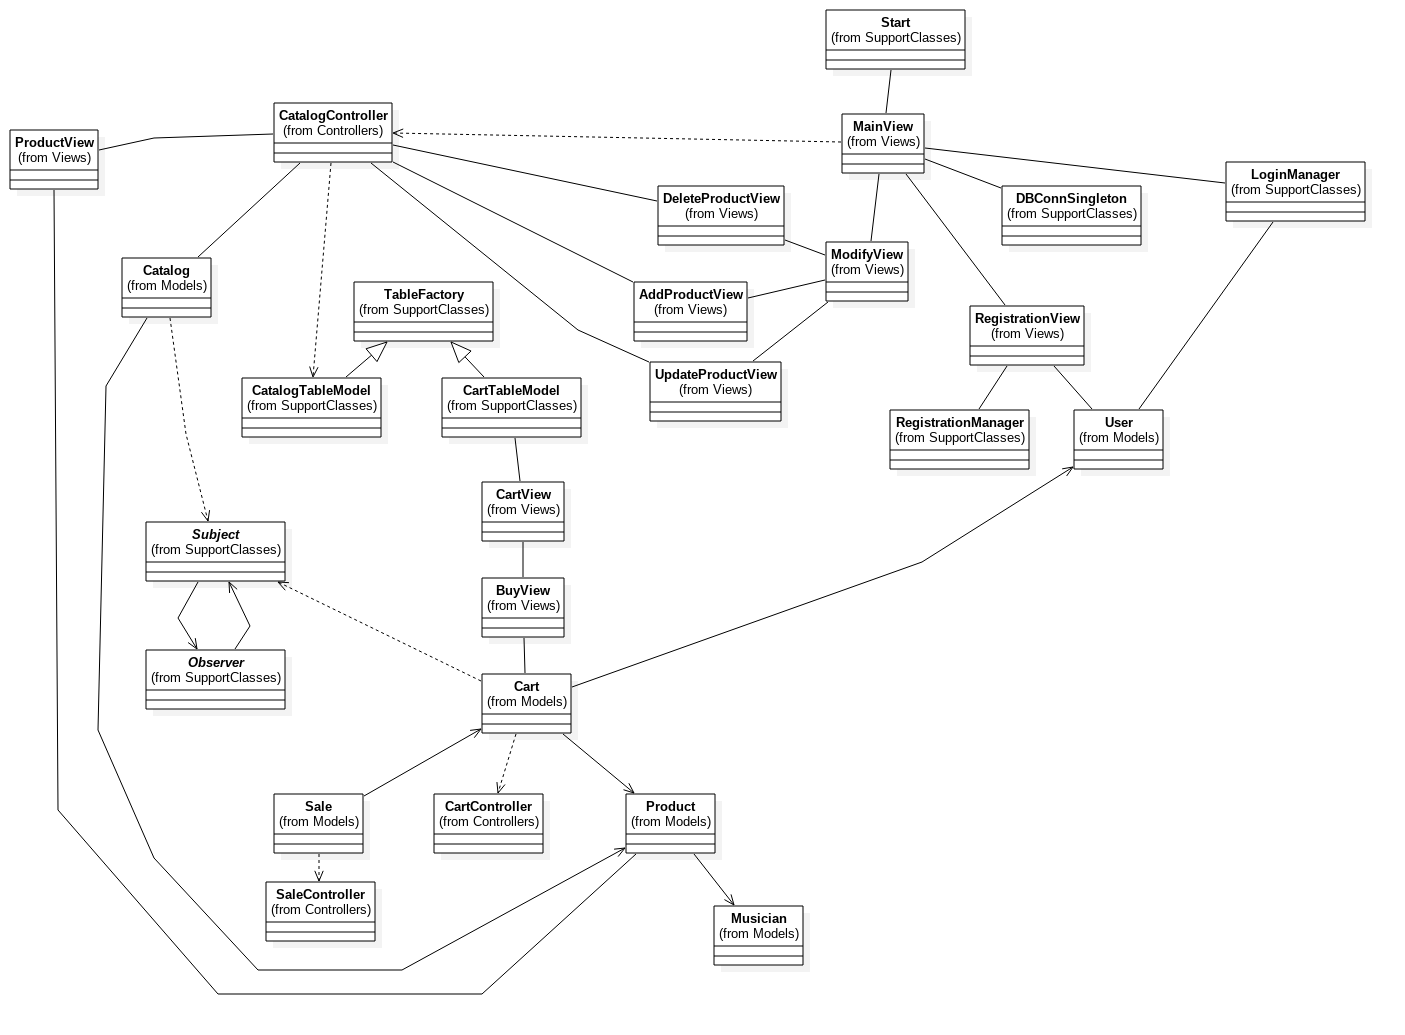 Start
(from SupportClasses)
CatalogController
(from Controllers)
MainView
(from Views)
ProductView
(from Views)
LoginManager
(from SupportClasses)
DeleteProductView
(from Views)
DBConnSingleton
(from SupportClasses)
ModifyView
(from Views)
Catalog
(from Models)
TableFactory
(from SupportClasses)
AddProductView
(from Views)
RegistrationView
(from Views)
UpdateProductView
(from Views)
CatalogTableModel
(from SupportClasses)
CartTableModel
(from SupportClasses)
RegistrationManager
(from SupportClasses)
User
(from Models)
CartView
(from Views)
Subject
(from SupportClasses)
BuyView
(from Views)
Observer
(from SupportClasses)
Cart
(from Models)
Sale
(from Models)
CartController
(from Controllers)
Product
(from Models)
SaleController
(from Controllers)
Musician
(from Models)